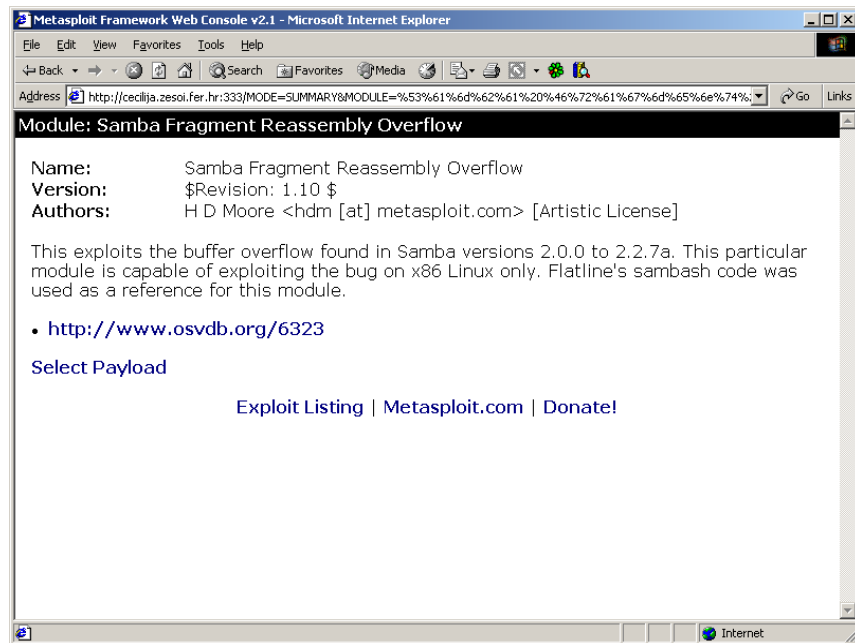 Metasploit Framework Web Console v2.1 - Microsoft Internet Explorer
File Edit View Favorites Tools Help
Back Search Favorites Media
Address http://cecilija.zesoi.fer.hr:333/MODE=SUMMARY&MODULE=%53%61%6d%62%61%20%46%72%61%67%6d%65%6e%74%: Go Links
Module: Samba Fragment Reassembly Overflow
Name: Samba Fragment Reassembly Overflow
Version: $Revision: 1.10 $
Authors: H D Moore <hdm [at] metasploit.com> [Artistic License]
This exploits the buffer overflow found in Samba versions 2.0.0 to 2.2.7a. This particular
module is capable of exploiting the bug on x86 Linux only. Flatline's sambash code was
used as a reference for this module.
• http://www.osvdb.org/6323
Select Payload
Exploit Listing | Metasploit.com | Donate!
Internet